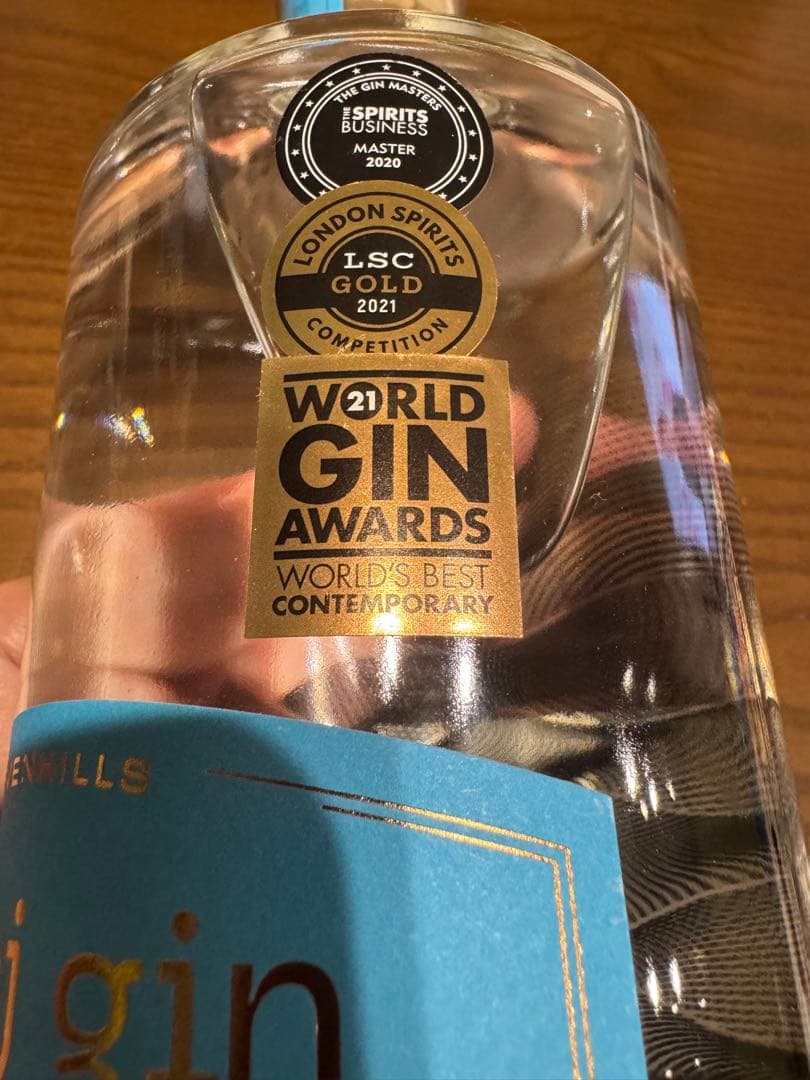 THE GIN MASTERS
THE SPIRITS
BUSINESS
MASTER
2020
LONDON SPIRITS
LSC
GOLD
2021
COMPETITION
WORLD
21
GIN
AWARDS
WORLD'S BEST
CONTEMPORARY
ENHILLS
j gin